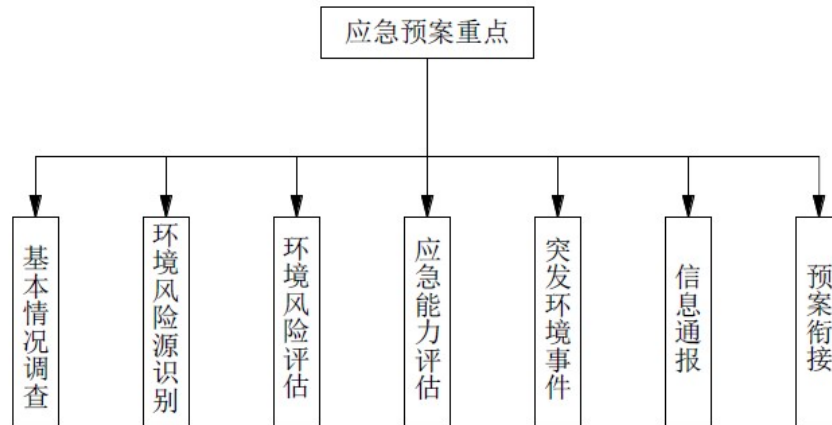 应急预案重点
基本情况调查
环境风险源识别
环境风险评估
应急能力评估
突发环境事件
信息通报
预案衔接